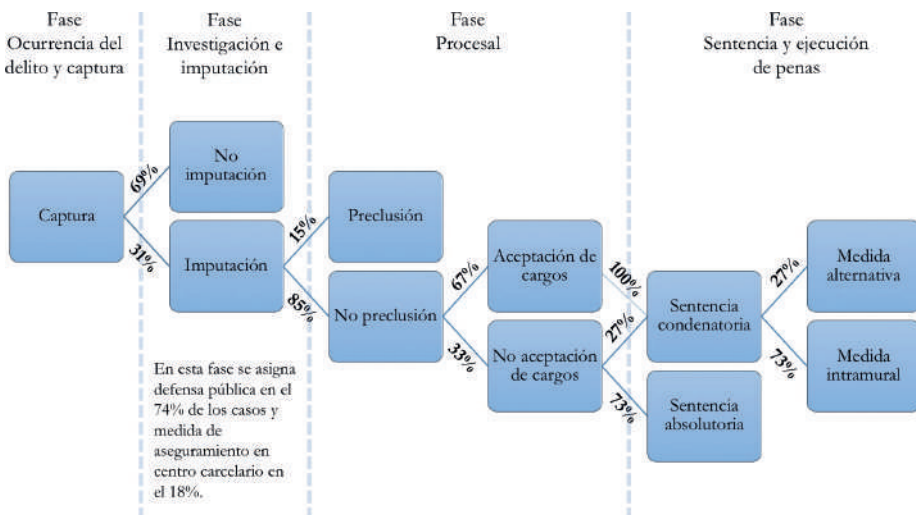 Fase
Ocurrencia del
delito y captura
Fase
Investigación e
imputación
Fase
Procesal
Fase
Sentencia y ejecución
de penas
Captura
69%
31%
No
imputación
Imputación
15%
85%
En esta fase se asigna
defensa pública en el
74% de los casos y
medida de
aseguramiento en
centro carcelario en
el 18%.
Preclusión
No preclusión
67%
33%
Aceptación de
cargos
No aceptación
de cargos
100%
27%
73%
Sentencia
condenatoria
Sentencia
absolutoria
27%
73%
Medida
alternativa
Medida
intramural